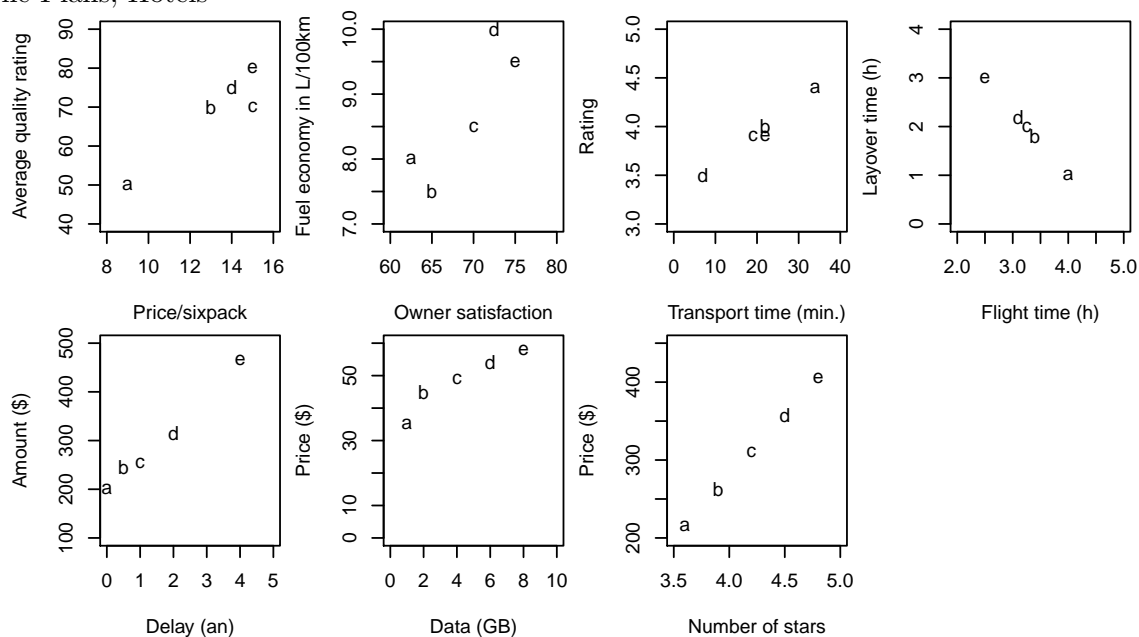 Plans, Hotels
Average quality rating
40 50 60 70 80 90
a
b
c
d
e
8 10 12 14 16
Price/sixpack
Fuel economy in L/100km
7.0 8.0 9.0 10.0
a
b
c
d
e
60 65 70 75 80
Owner satisfaction
Rating
3.0 3.5 4.0 4.5 5.0
a
c
d
e
0 10 20 30 40
Transport time (min.)
Layover time (h)
0 1 2 3 4
a
b
c
d
e
2.0 3.0 4.0 5.0
Flight time (h)
Amount ($)
100 200 300 400 500
a
b
c
d
e
0 1 2 3 4 5
Delay (an)
Price ($)
0 10 30 50
a
b
c
d
e
0 2 4 6 8 10
Data (GB)
Price ($)
200 300 400
a
b
c
d
e
3.5 4.0 4.5 5.0
Number of stars